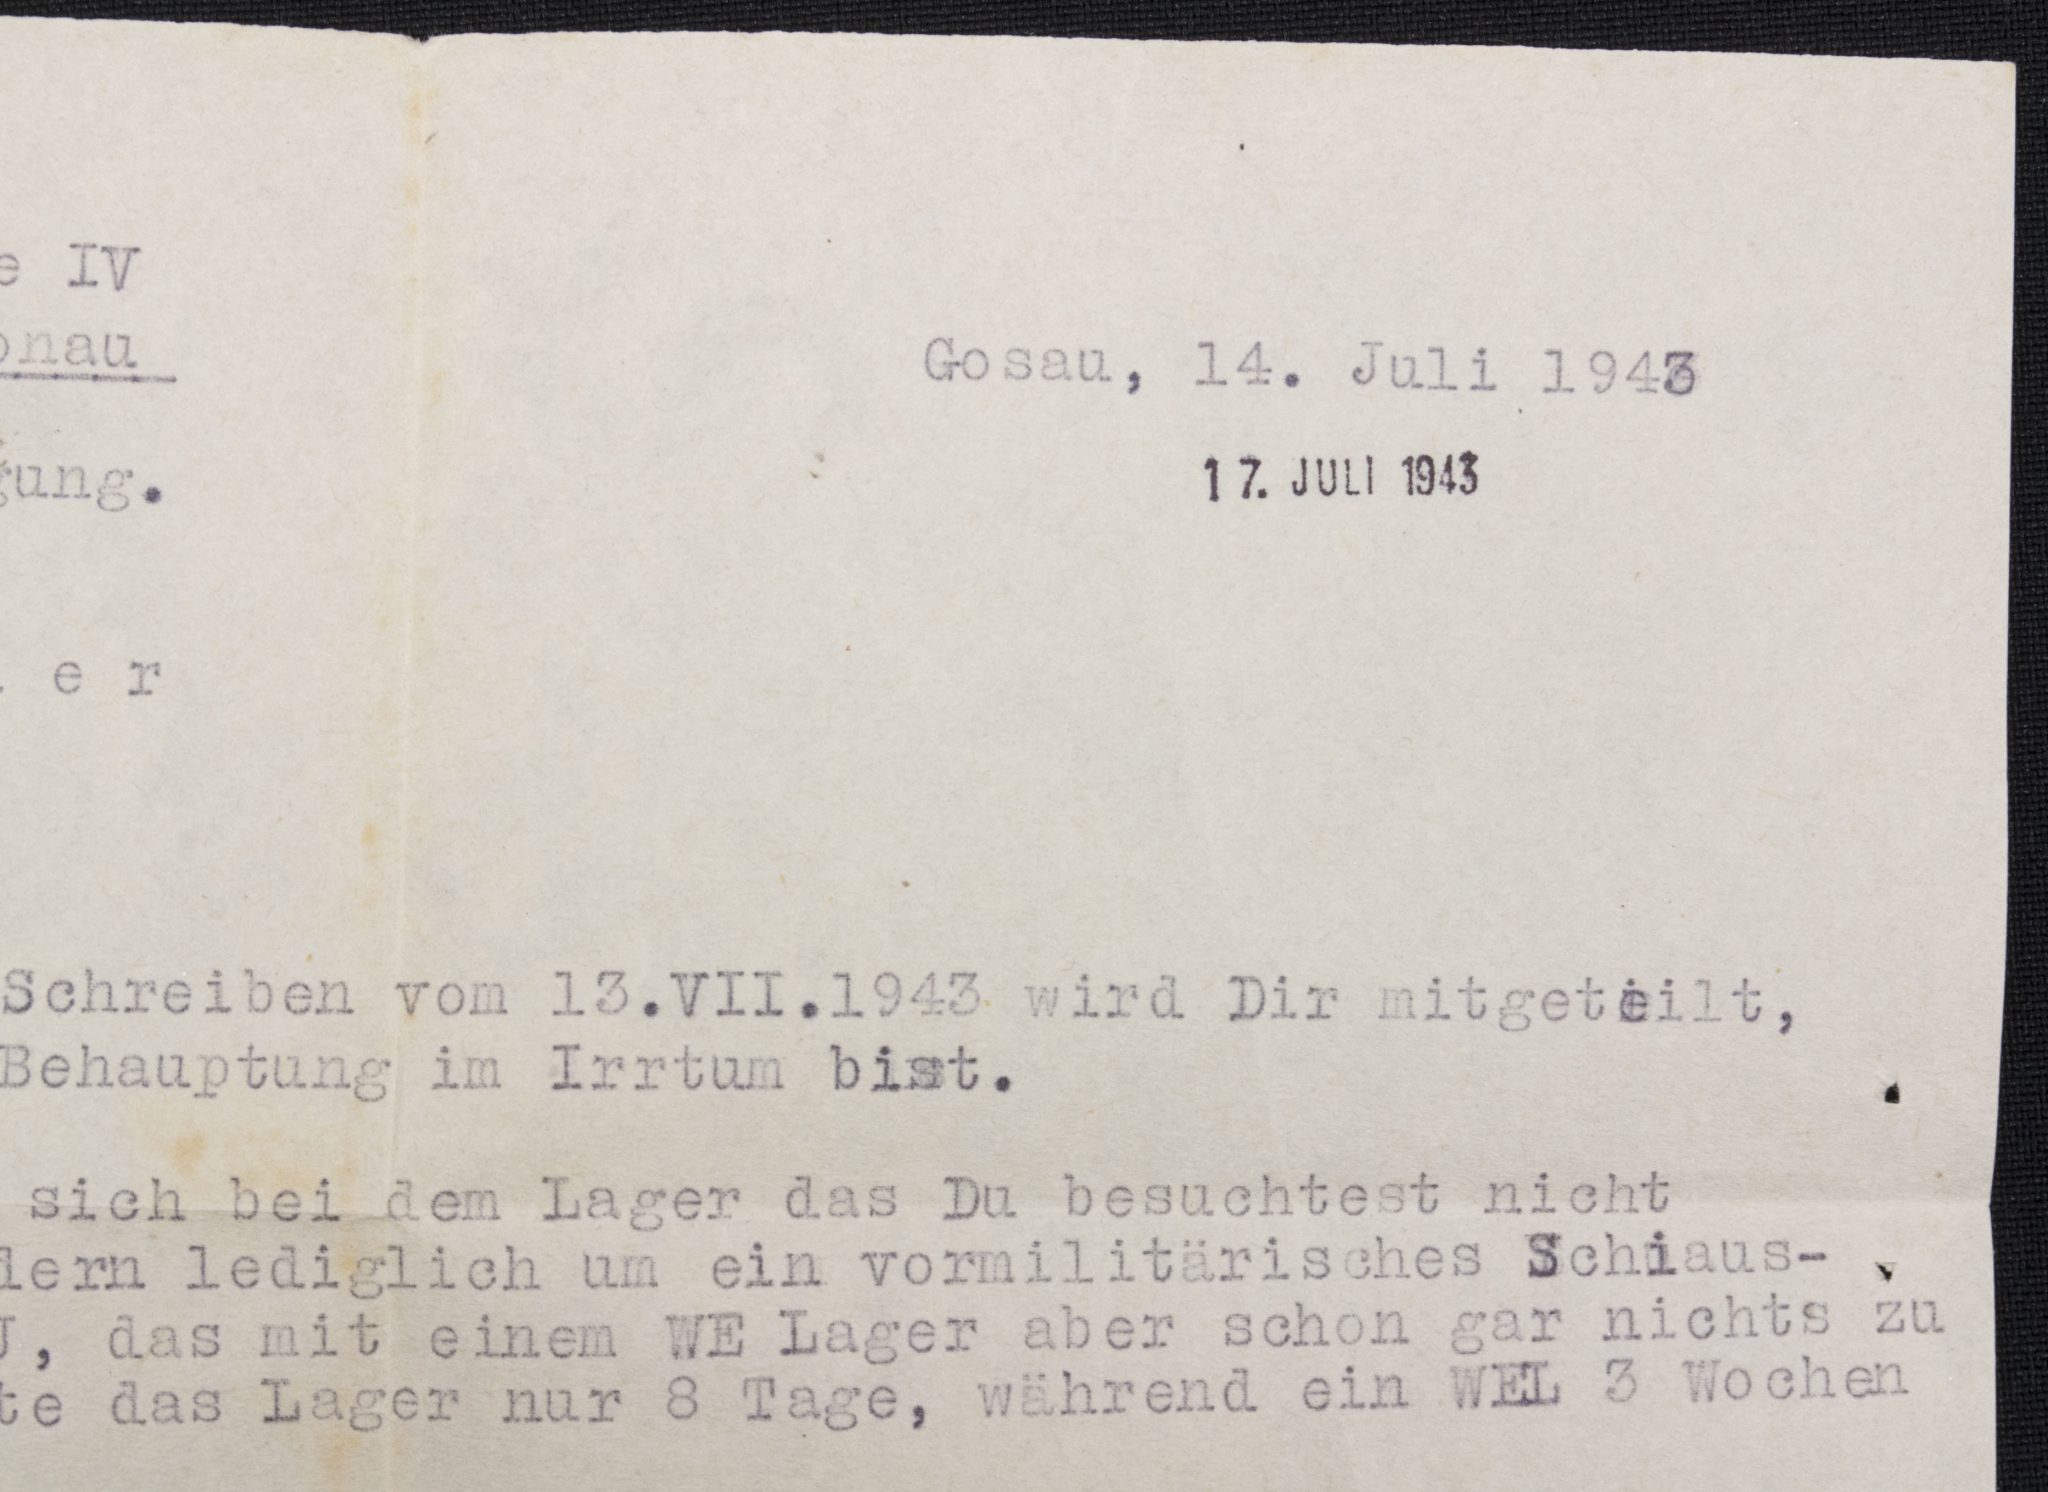 e IV
onau
Gosau, 14. Juli 1943
17. JULI 1943
gung.
e r
Schreiben vom 13.VII.1943 wird Dir mitgeteilt,
Behauptung im Irrtum bist.
sich bei dem Lager das Du besuchtest nicht
dern lediglich um ein vormilitärisches Schiaus-
J, das mit einem WE Lager aber schon gar nichts zu
te das Lager nur 8 Tage, während ein WEL 3 Wochen